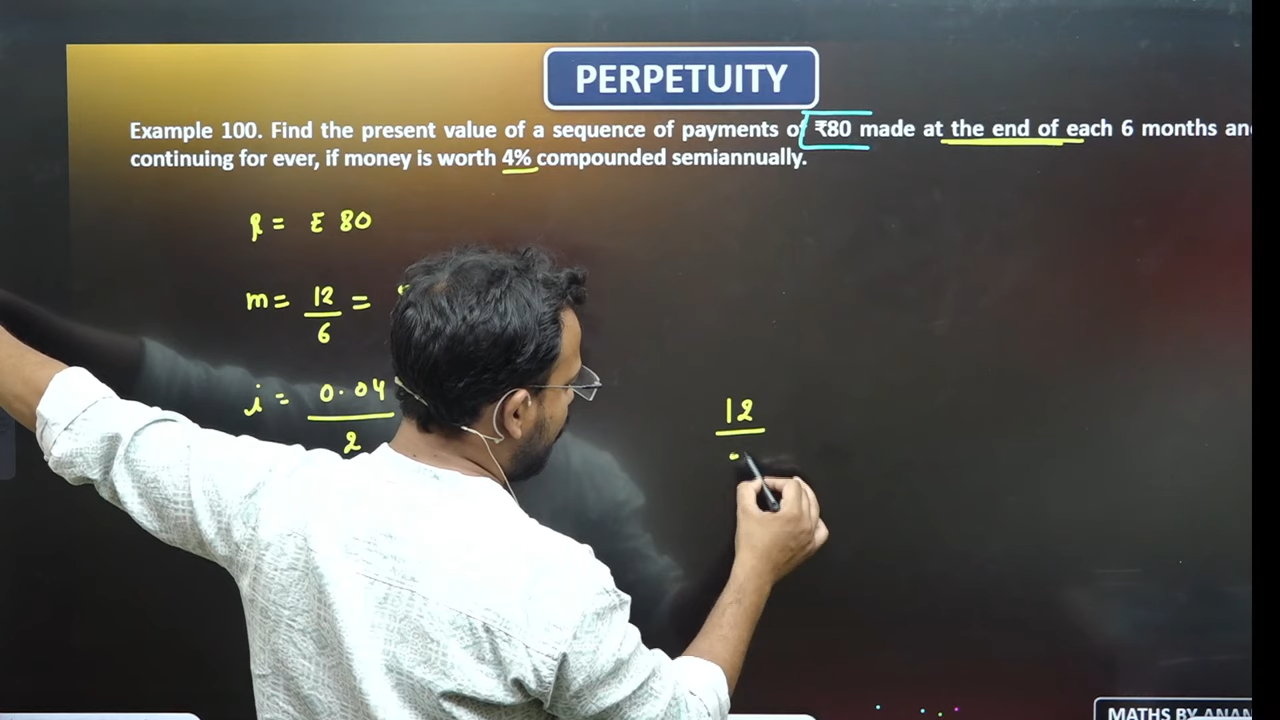 PERPETUITY
Example 100. Find the present value of a sequence of payments of ₹80 made at the end of each 6 months
continuing for ever, if money is worth 4% compounded semiannually.
R = ₹ 80
m = 12/6 =
i = 0.04/2
12
MATHS BY